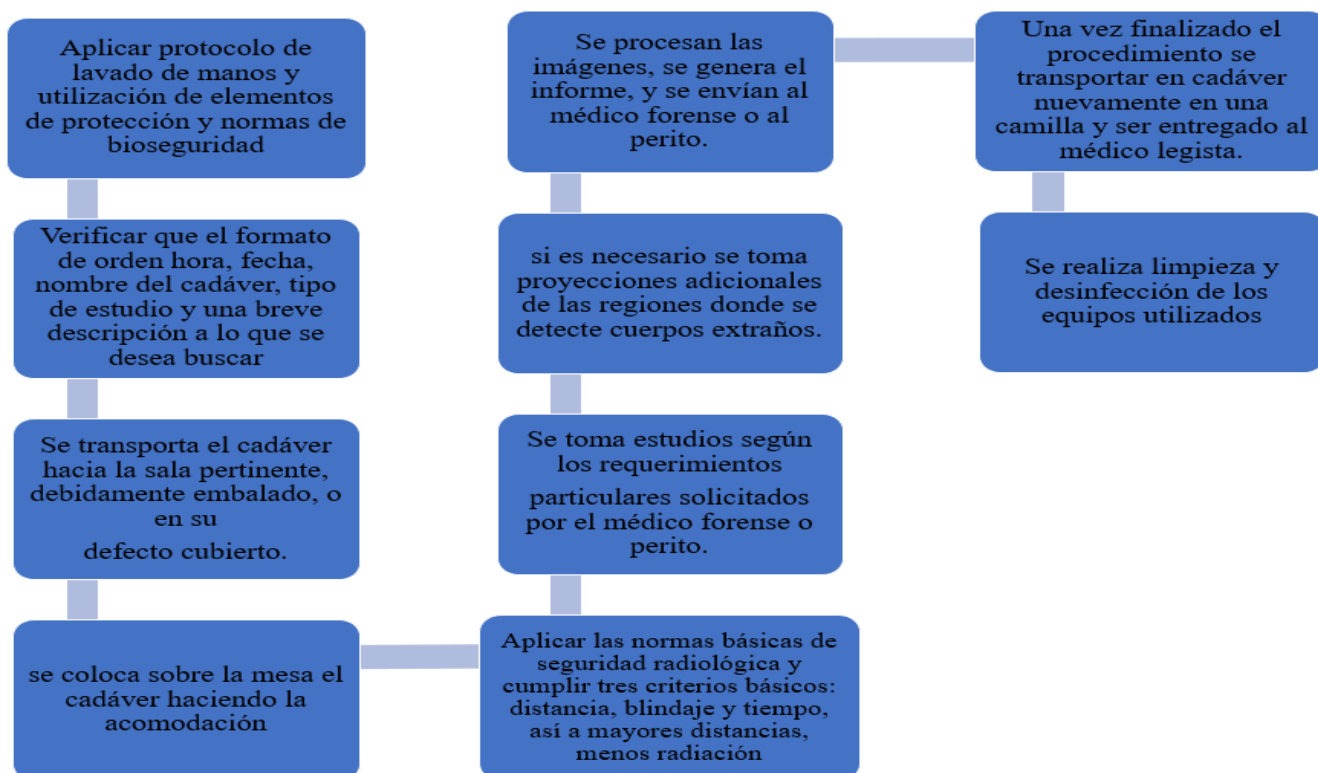 Aplicar protocolo de
lavado de manos y
utilización de elementos
de protección y normas de
bioseguridad
Verificar que el formato
de orden hora, fecha,
nombre del cadáver, tipo
de estudio y una breve
descripción a lo que se
desea buscar
Se transporta el cadáver
hacia la sala pertinente,
debidamente embalado, o
en su
defecto cubierto.
se coloca sobre la mesa el
cadáver haciendo la
acomodación
Aplicar las normas básicas de
seguridad radiológica y
cumplir tres criterios básicos:
distancia, blindaje y tiempo,
así a mayores distancias,
menos radiación
Se toma estudios según
los requerimientos
particulares solicitados
por el médico forense o
perito.
si es necesario se toma
proyecciones adicionales
de las regiones donde se
detecte cuerpos extraños.
Se procesan las
imágenes, se genera el
informe, y se envían al
médico forense o al
perito.
Una vez finalizado el
procedimiento se
transportar en cadáver
nuevamente en una
camilla y ser entregado al
médico legista.
Se realiza limpieza y
desinfección de los
equipos utilizados